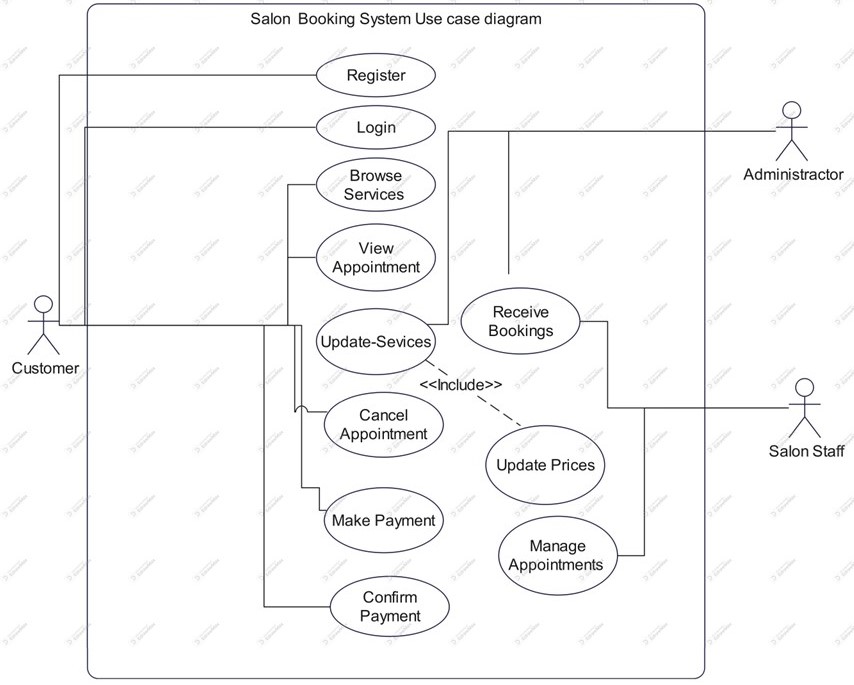 Salon  Booking System Use case diagram
Register
Login
Browse
Services
View
Appointment
Update-Sevices
Cancel
Appointment
Make Payment
Confirm
Payment
Receive
Bookings
<<Include>>
Update Prices
Manage
Appointments
Customer
Administractor
Salon Staff